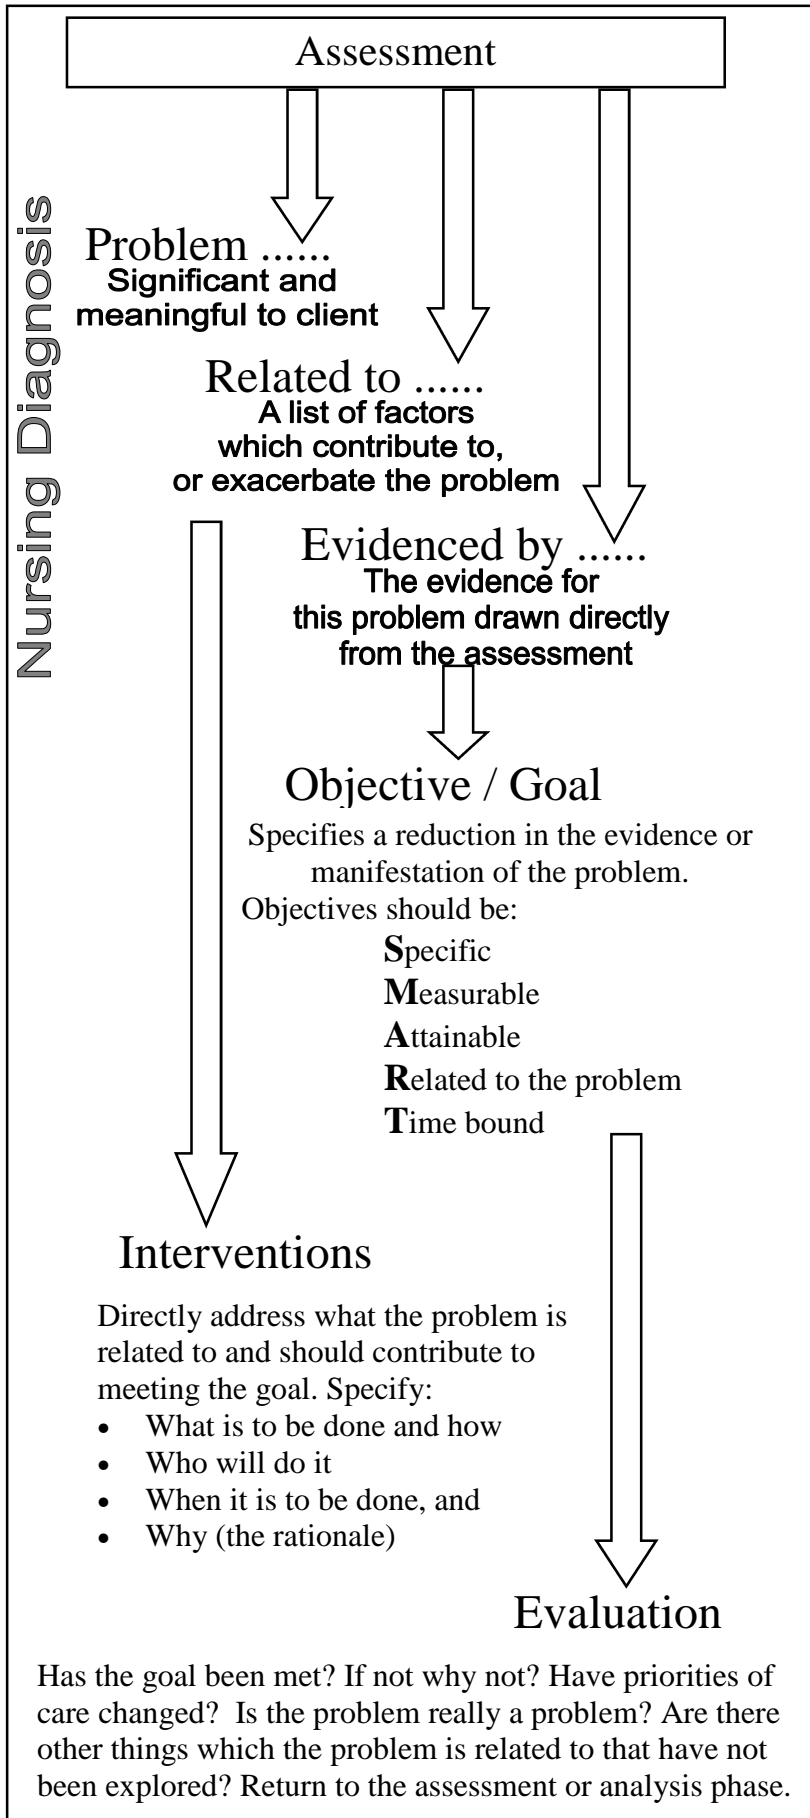 Assessment
Nursing Diagnosis
Problem ......
Significant and
meaningful to client
Related to ......
A list of factors
which contribute to,
or exacerbate the problem
Evidenced by ......
The evidence for
this problem drawn directly
from the assessment
Objective / Goal
Specifies a reduction in the evidence or
manifestation of the problem.
Objectives should be:
Specific
Measurable
Attainable
Related to the problem
Time bound
Interventions
Directly address what the problem is
related to and should contribute to
meeting the goal. Specify:
• What is to be done and how
• Who will do it
• When it is to be done, and
• Why (the rationale)
Evaluation
Has the goal been met? If not why not? Have priorities of
care changed?  Is the problem really a problem? Are there
other things which the problem is related to that have not
been explored? Return to the assessment or analysis phase.